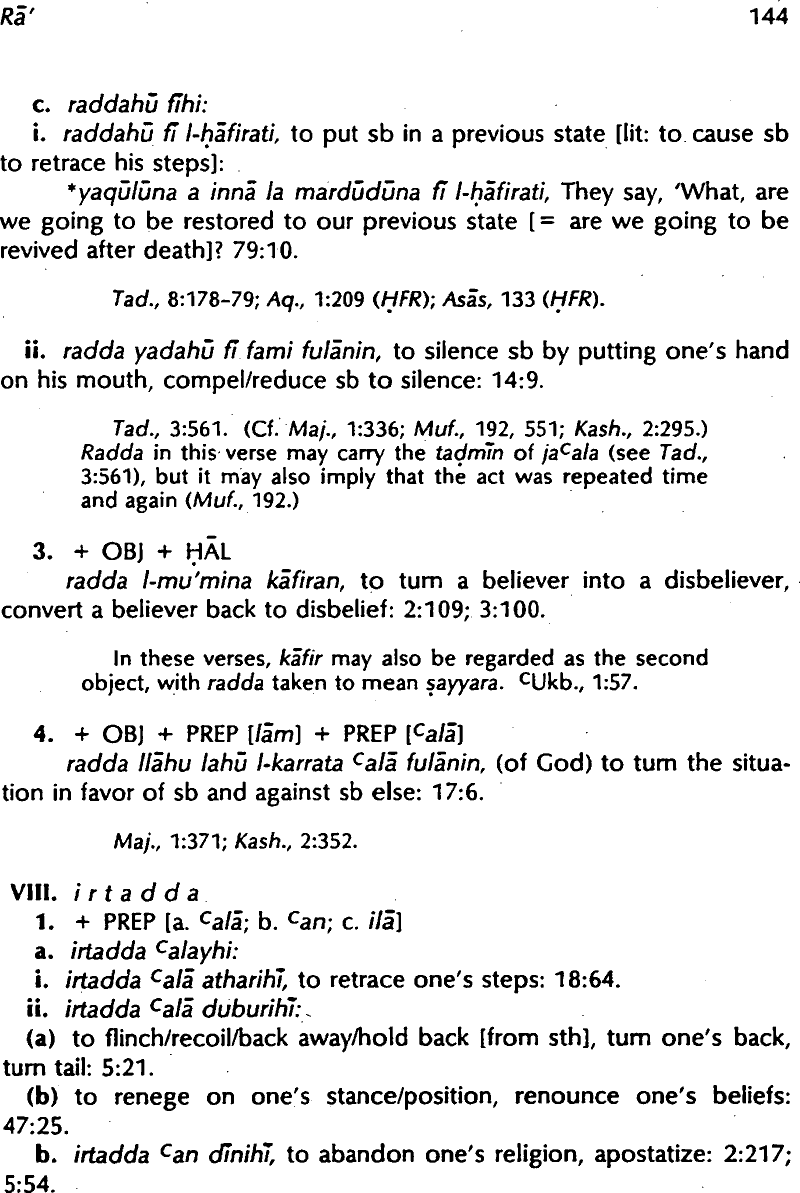 Rā' 144
c. raddahū fīhi:
i. raddahū fī l-ḥāfirati, to put sb in a previous state [lit: to cause sb
to retrace his steps]:
*yaqūlūna a innā la mardūdūna fī l-ḥāfirati, They say, 'What, are
we going to be restored to our previous state [= are we going to be
revived after death]? 79:10.
Tad., 8:178-79; Aq., 1:209 (ḤFR); Asās, 133 (ḤFR).
ii. radda yadahū fī fami fulānin, to silence sb by putting one's hand
on his mouth, compel/reduce sb to silence: 14:9.
Tad., 3:561. (Cf. Maj., 1:336; Muf., 192, 551; Kash., 2:295.)
Radda in this verse may carry the taḍmīn of jaᶜala (see Tad.,
3:561), but it may also imply that the act was repeated time
and again (Muf., 192.)
3. + OBJ + ḤĀL
radda l-mu'mina kāfiran, to turn a believer into a disbeliever,
convert a believer back to disbelief: 2:109; 3:100.
In these verses, kāfir may also be regarded as the second
object, with radda taken to mean ṣayyara. ᶜUkb., 1:57.
4. + OBJ + PREP [lām] + PREP [ᶜalā]
radda llāhu lahū l-karrata ᶜalā fulānin, (of God) to turn the situa-
tion in favor of sb and against sb else: 17:6.
Maj., 1:371; Kash., 2:352.
VIII. i r t a d d a
1. + PREP [a. ᶜalā; b. ᶜan; c. ilā]
a. irtadda ᶜalayhi:
i. irtadda ᶜalā atharihī, to retrace one's steps: 18:64.
ii. irtadda ᶜalā duburihī:
(a) to flinch/recoil/back away/hold back [from sth], turn one's back,
turn tail: 5:21.
(b) to renege on one's stance/position, renounce one's beliefs:
47:25.
b. irtadda ᶜan dīnihī, to abandon one's religion, apostatize: 2:217;
5:54.